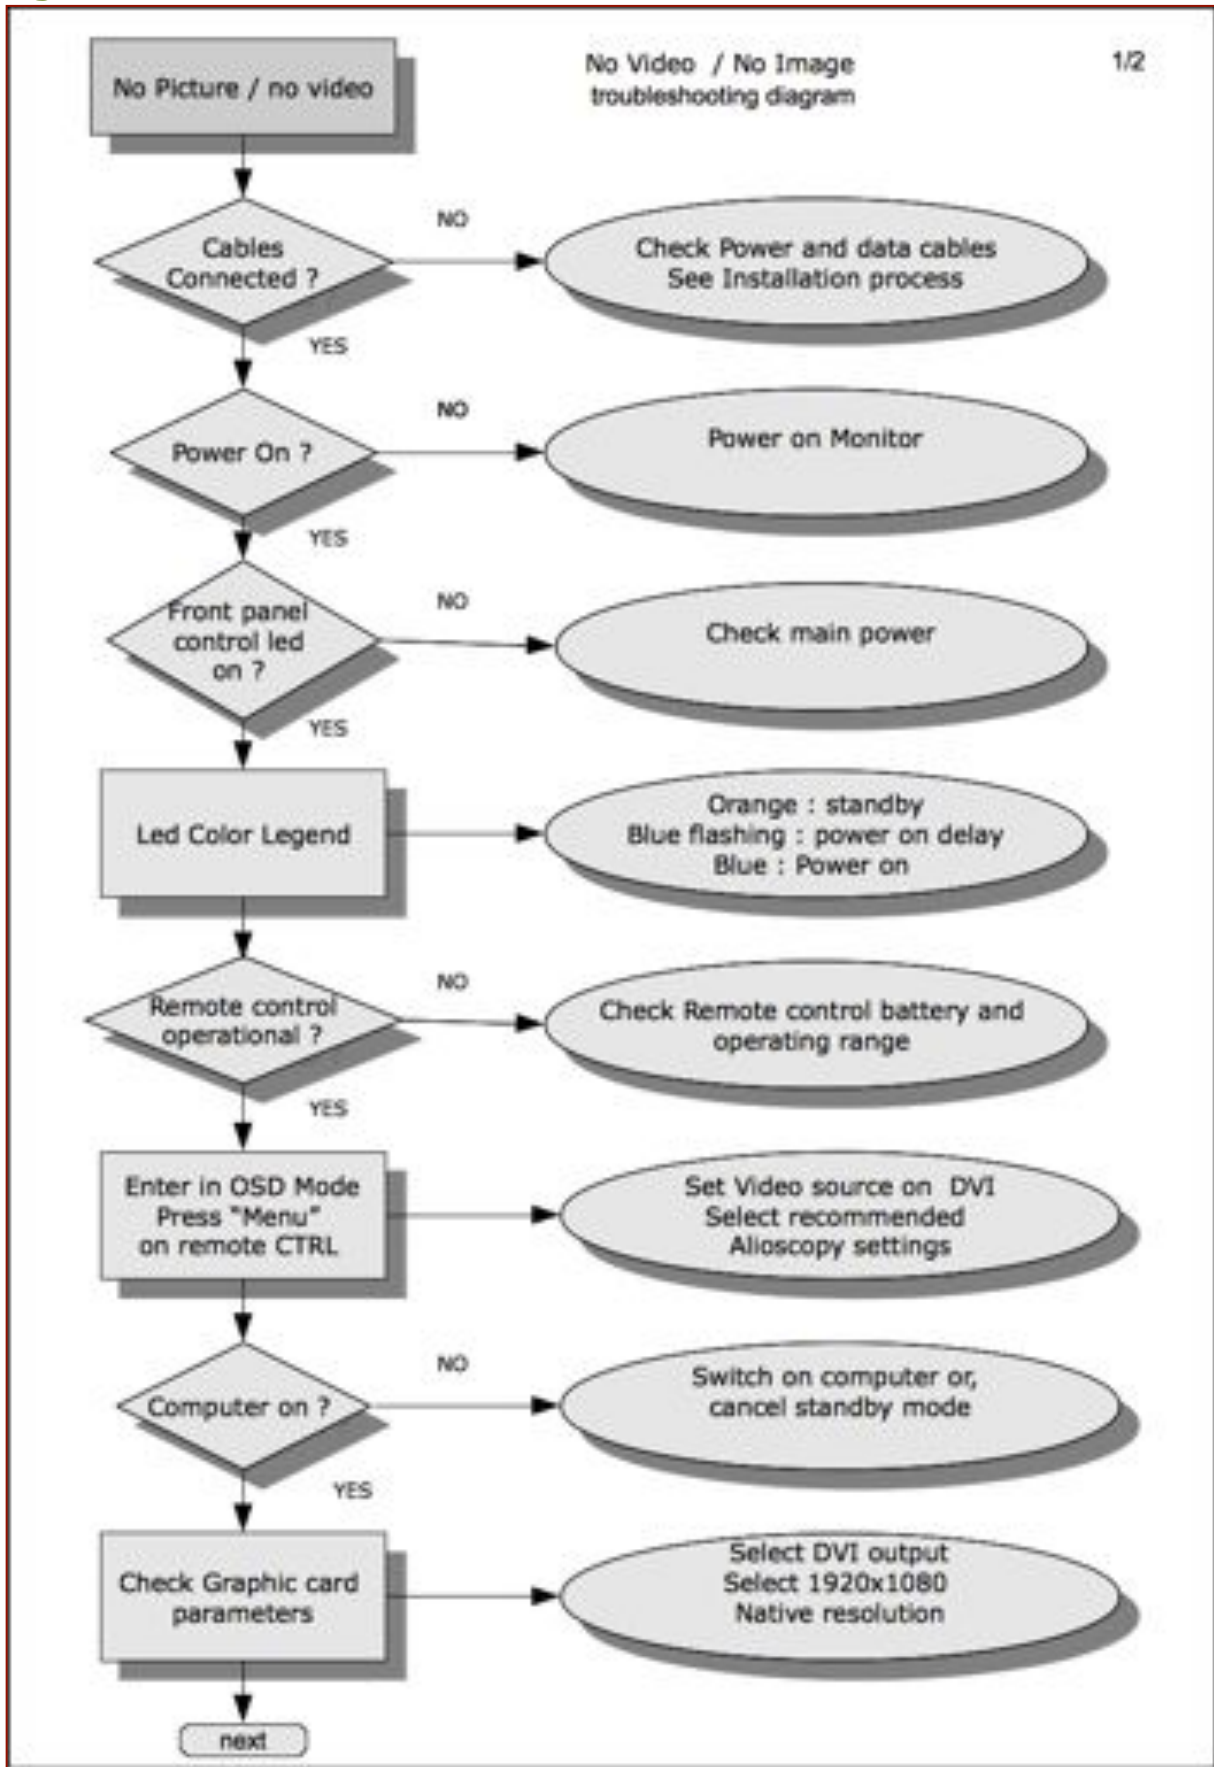 No Video / No Image
troubleshooting diagram
1/2
No Picture / no video
Cables
Connected ?
NO
Check Power and data cables
See Installation process
YES
Power On ?
NO
Power on Monitor
YES
Front panel
control led
on ?
NO
Check main power
YES
Led Color Legend
Orange : standby
Blue flashing : power on delay
Blue : Power on
Remote control
operational ?
NO
Check Remote control battery and
operating range
YES
Enter in OSD Mode
Press “Menu”
on remote CTRL
Set Video source on DVI
Select recommended
Alioscopy settings
Computer on ?
NO
Switch on computer or,
cancel standby mode
YES
Check Graphic card
parameters
Select DVI output
Select 1920x1080
Native resolution
next